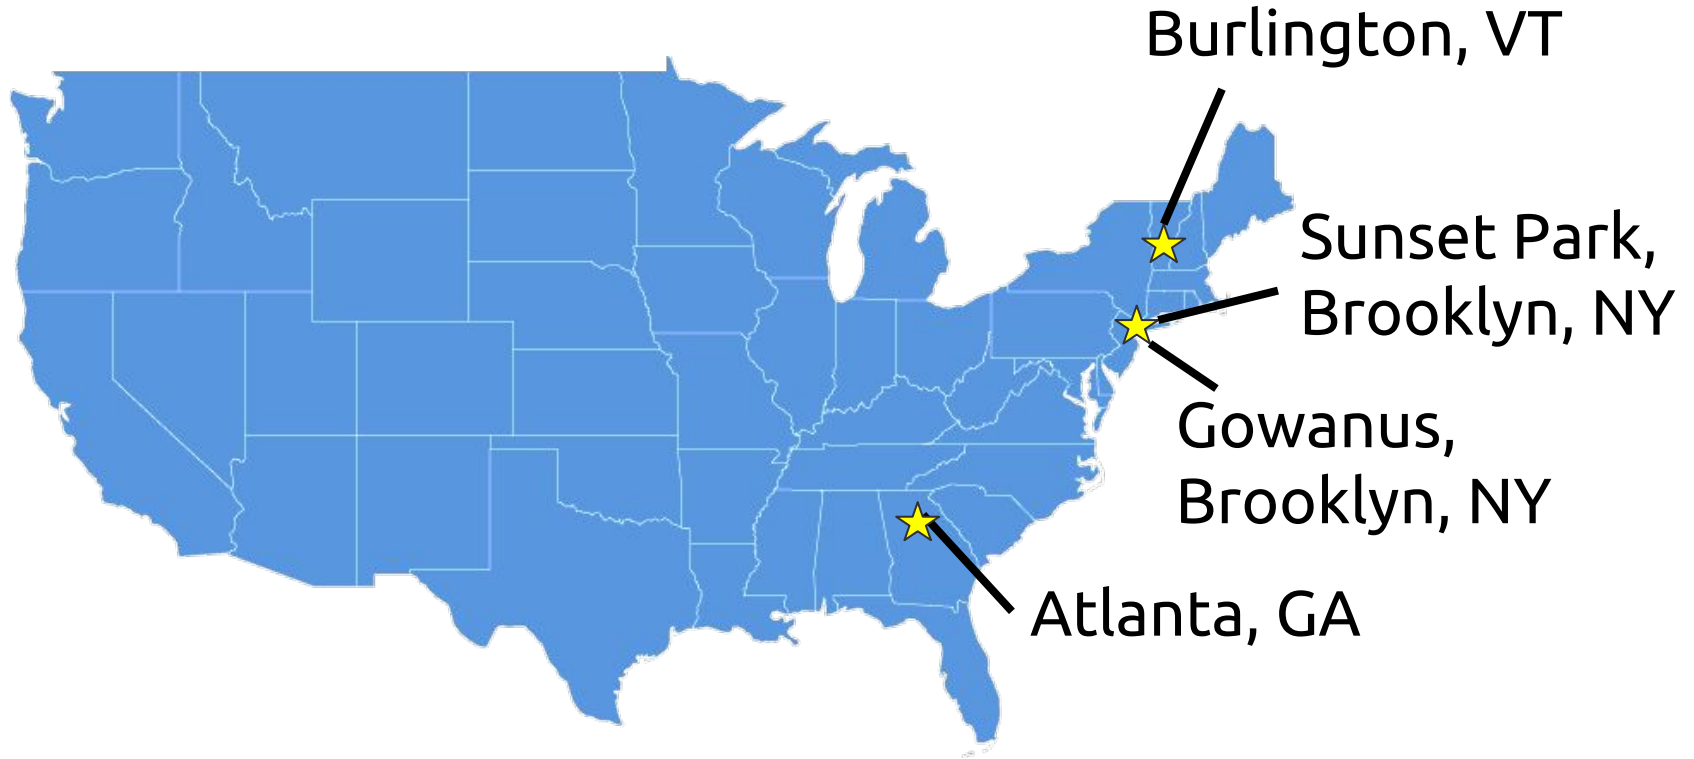 Burlington, VT
Sunset Park,
Brooklyn, NY
Gowanus,
Brooklyn, NY
Atlanta, GA